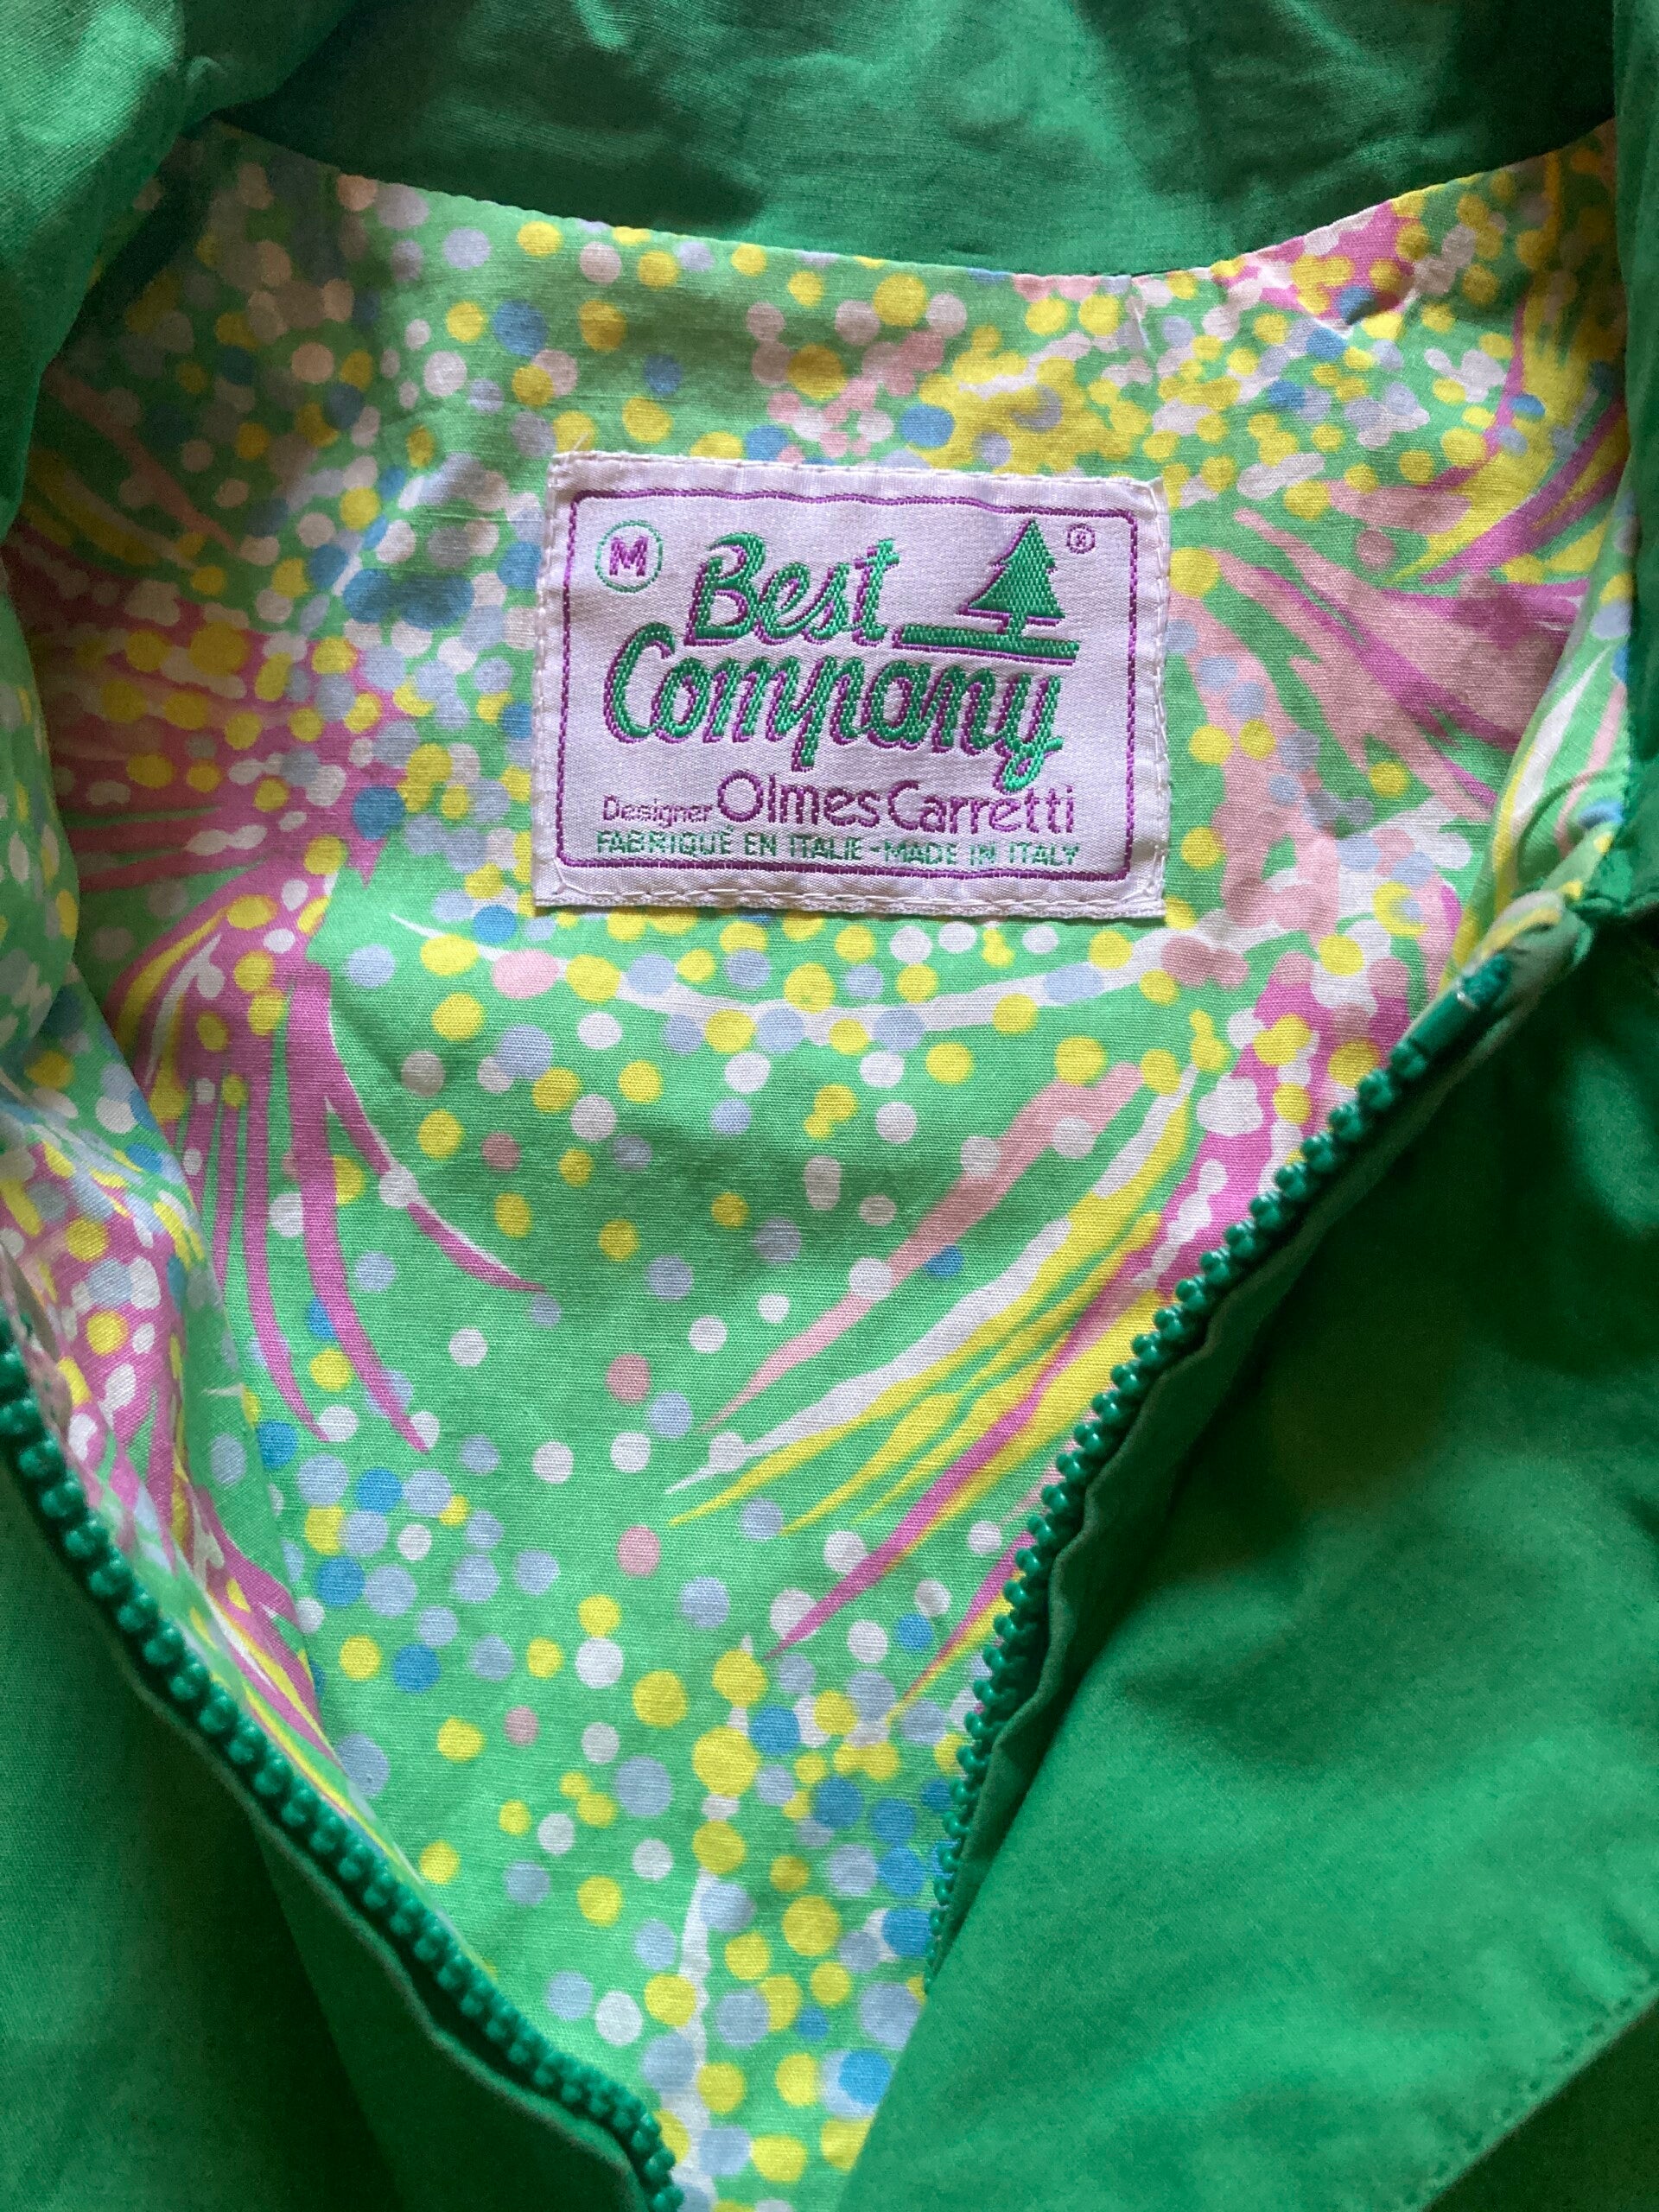 M
Best ®
Company
Designer Olmes Carretti
FABRIQUÉ EN ITALIE-MADE IN ITALY